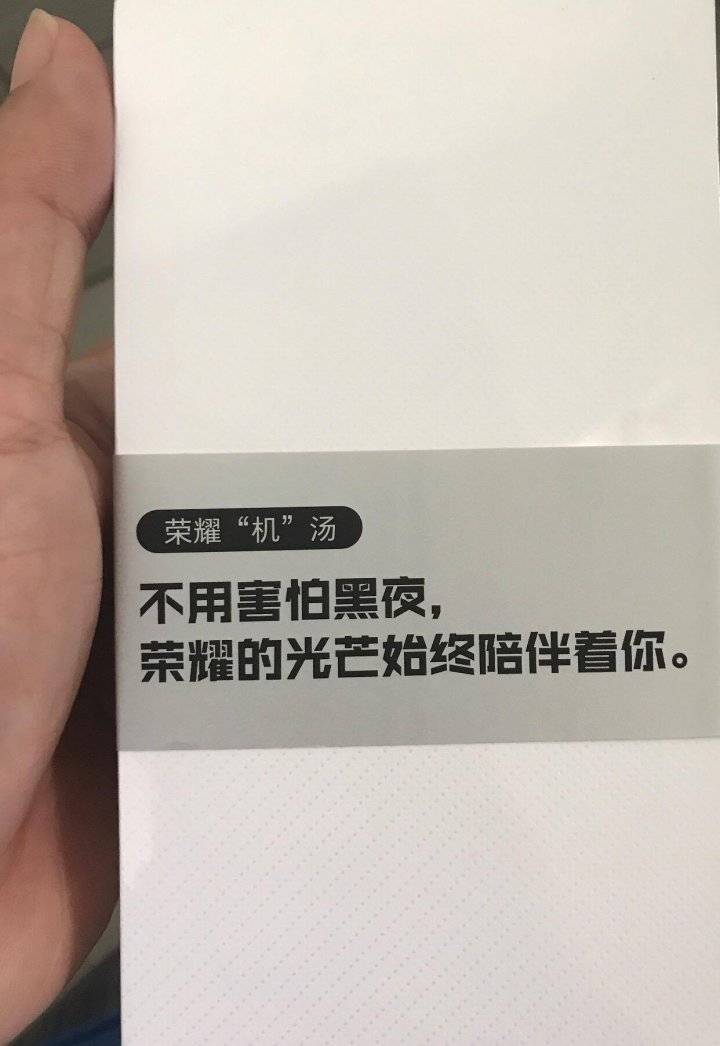 荣耀“机”汤
不用害怕黑夜，
荣耀的光芒始终陪伴着你。